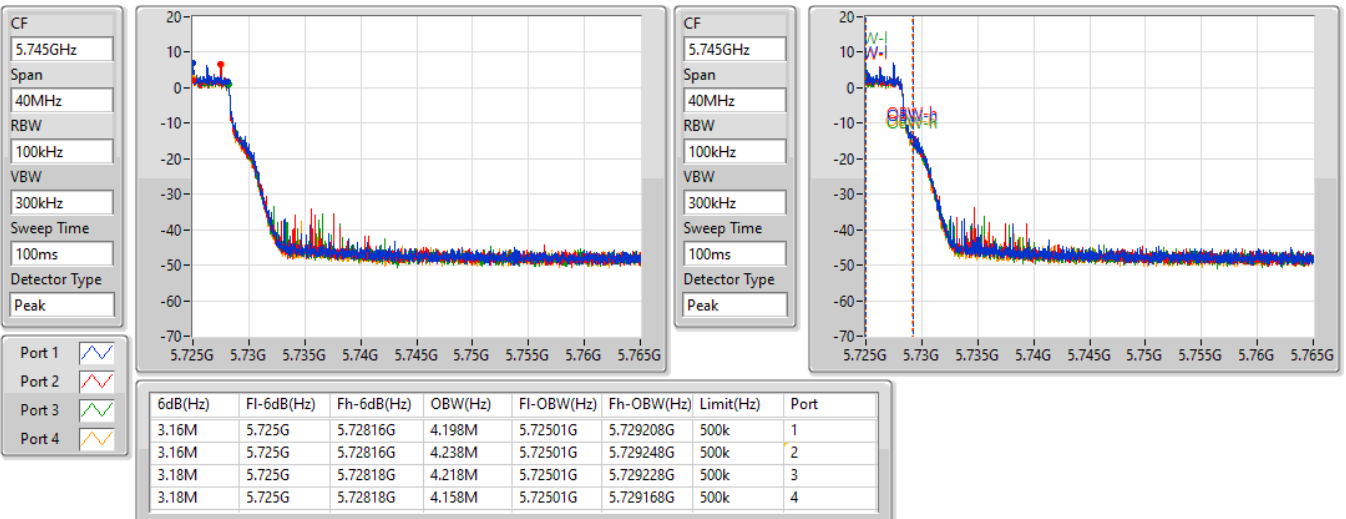 CF
5.745GHz
Span
40MHz
RBW
100kHz
VBW
300kHz
Sweep Time
100ms
Detector Type
Peak
20
10
0
-10
-20
-30
-40
-50
-60
-70
5.725G 5.73G 5.735G 5.74G 5.745G 5.75G 5.755G 5.76G 5.765G
CF
5.745GHz
Span
40MHz
RBW
100kHz
VBW
300kHz
Sweep Time
100ms
Detector Type
Peak
20
10
0
-10
-20
-30
-40
-50
-60
-70
W-l
W-l
OBW-h
5.725G 5.73G 5.735G 5.74G 5.745G 5.75G 5.755G 5.76G 5.765G
Port 1
Port 2
Port 3
Port 4
6dB(Hz) Fl-6dB(Hz) Fh-6dB(Hz) OBW(Hz) Fl-OBW(Hz) Fh-OBW(Hz) Limit(Hz) Port
3.16M 5.725G 5.72816G 4.198M 5.72501G 5.729208G 500k 1
3.16M 5.725G 5.72816G 4.238M 5.72501G 5.729248G 500k 2
3.18M 5.725G 5.72818G 4.218M 5.72501G 5.729228G 500k 3
3.18M 5.725G 5.72818G 4.158M 5.72501G 5.729168G 500k 4